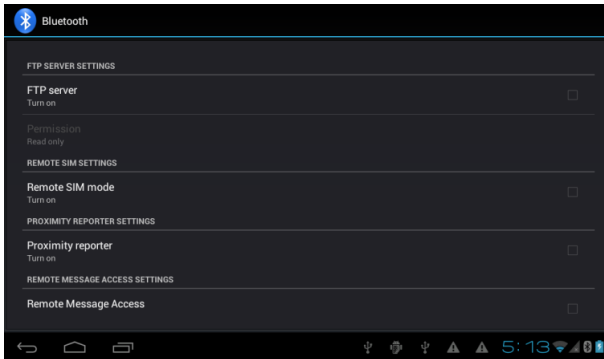 Bluetooth
FTP SERVER SETTINGS
FTP server
Turn on
Permission
Read only
REMOTE SIM SETTINGS
Remote SIM mode
Turn on
PROXIMITY REPORTER SETTINGS
Proximity reporter
Turn on
REMOTE MESSAGE ACCESS SETTINGS
Remote Message Access
5:13